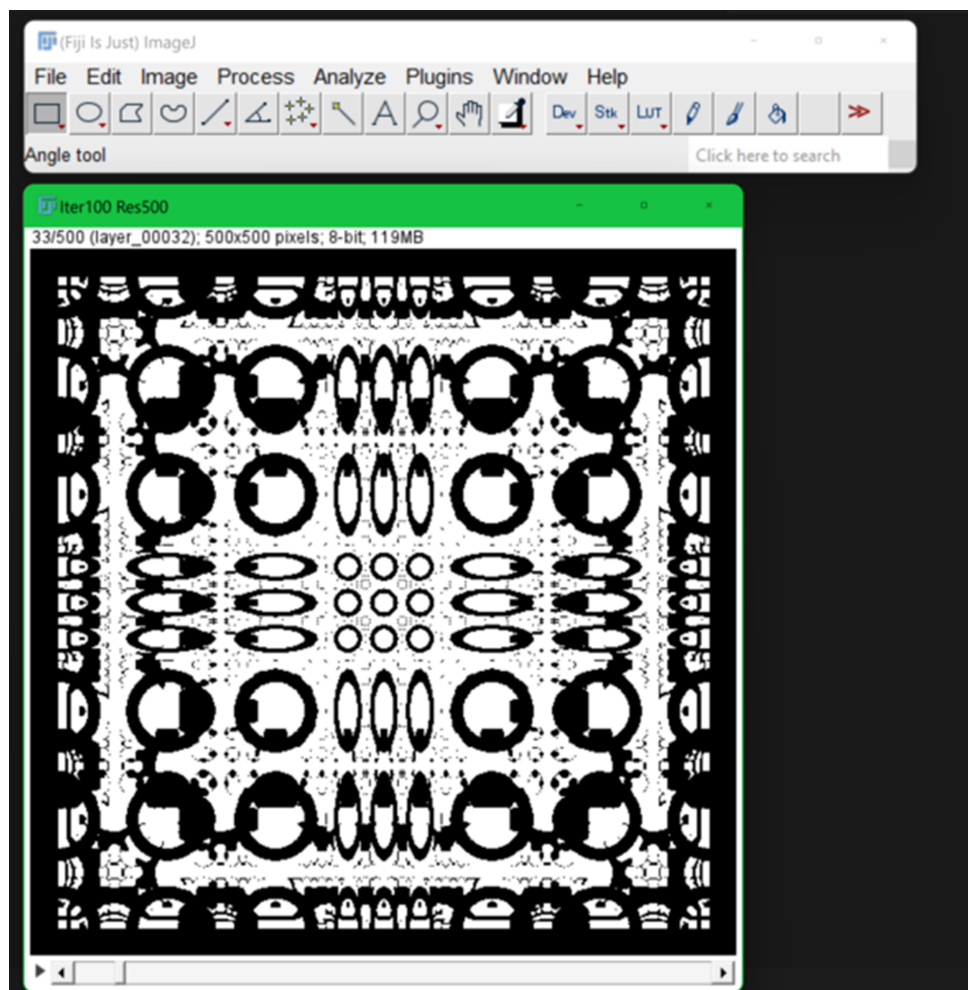 (Fiji Is Just) ImageJ
File Edit Image Process Analyze Plugins Window Help
Dev Stk LUT
Angle tool
Click here to search
Iter100 Res500
33/500 (layer_00032); 500x500 pixels; 8-bit; 119MB